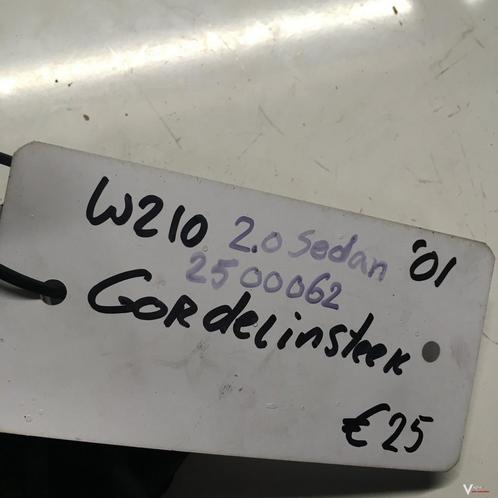 W210 2.0 Sedan '01
2500062
Gordelinsteek
€25